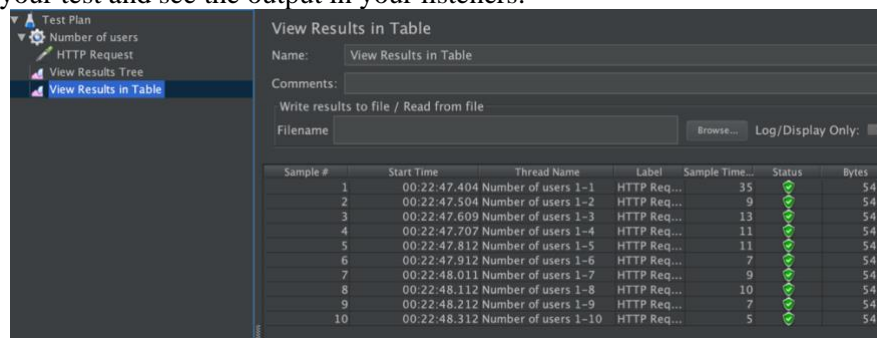 your test and see the output in your listeners.
Test Plan
Number of users
HTTP Request
View Results Tree
View Results in Table
View Results in Table
Name: View Results in Table
Comments:
Write results to file / Read from file
Filename Browse... Log/Display Only:
Sample # Start Time Thread Name Label Sample Time... Status Bytes
1 00:22:47.404 Number of users 1-1 HTTP Req... 35 54
2 00:22:47.504 Number of users 1-2 HTTP Req... 9 54
3 00:22:47.609 Number of users 1-3 HTTP Req... 13 54
4 00:22:47.707 Number of users 1-4 HTTP Req... 11 54
5 00:22:47.812 Number of users 1-5 HTTP Req... 11 54
6 00:22:47.912 Number of users 1-6 HTTP Req... 7 54
7 00:22:48.011 Number of users 1-7 HTTP Req... 9 54
8 00:22:48.112 Number of users 1-8 HTTP Req... 10 54
9 00:22:48.212 Number of users 1-9 HTTP Req... 7 54
10 00:22:48.312 Number of users 1-10 HTTP Req... 5 54